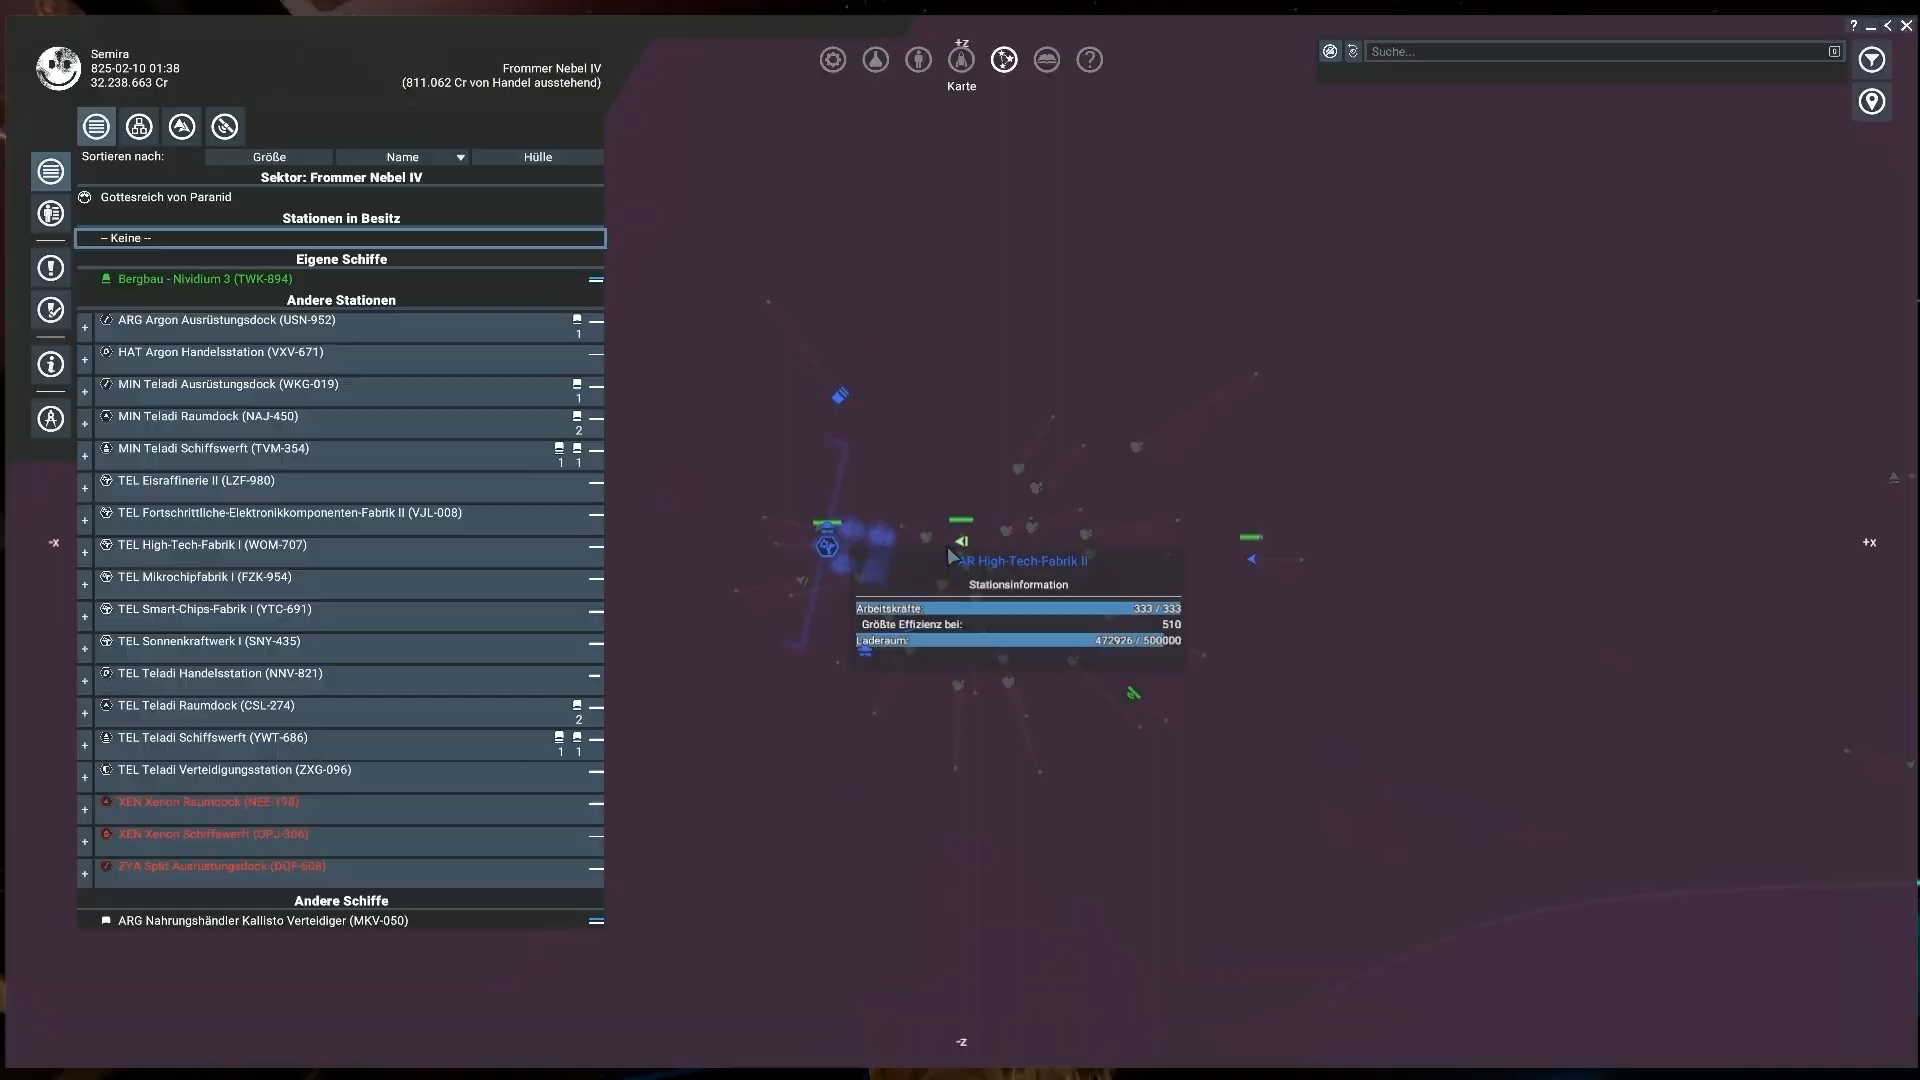 Semira
825-02-10 01:38
32.238.663 Cr
Frommer Nebel IV
(811.062 Cr von Handel ausstehend)
+z
Karte
Suche...
?
Sortieren nach:
Größe
Name
Hülle
Sektor: Frommer Nebel IV
Gottesreich von Paranid
Stationen in Besitz
-- Keine --
Eigene Schiffe
Bergbau - Nividium 3 (TWK-894)
Andere Stationen
ARG Argon Ausrüstungsdock (USN-952)
1
HAT Argon Handelsstation (VXV-671)
MIN Teladi Ausrüstungsdock (WKG-019)
1
MIN Teladi Raumdock (NAJ-450)
2
MIN Teladi Schiffswerft (TVM-354)
1 1
TEL Eisraffinerie II (LZF-980)
TEL Fortschrittliche-Elektronikkomponenten-Fabrik II (VJL-008)
TEL High-Tech-Fabrik I (WOM-707)
TEL Mikrochipfabrik I (FZK-954)
TEL Smart-Chips-Fabrik I (YTC-691)
TEL Sonnenkraftwerk I (SNY-435)
TEL Teladi Handelsstation (NNV-821)
TEL Teladi Raumdock (CSL-274)
2
TEL Teladi Schiffswerft (YWT-686)
1 1
TEL Teladi Verteidigungsstation (ZXG-096)
XEN Xenon Raumdock (NEE-198)
XEN Xenon Schiffswerft (OPJ-306)
ZYA Split Ausrüstungsdock (DQF-608)
Andere Schiffe
ARG Nahrungshändler Kallisto Verteidiger (MKV-050)
-x
+x
AR High-Tech-Fabrik II
Stationsinformation
Arbeitskräfte: 333 / 333
Größte Effizienz bei: 510
Laderaum: 472926 / 500000
-z